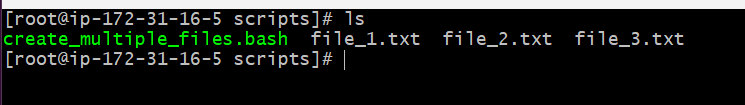 [root@ip-172-31-16-5 scripts]# ls
create_multiple_files.bash  file_1.txt  file_2.txt  file_3.txt
[root@ip-172-31-16-5 scripts]#